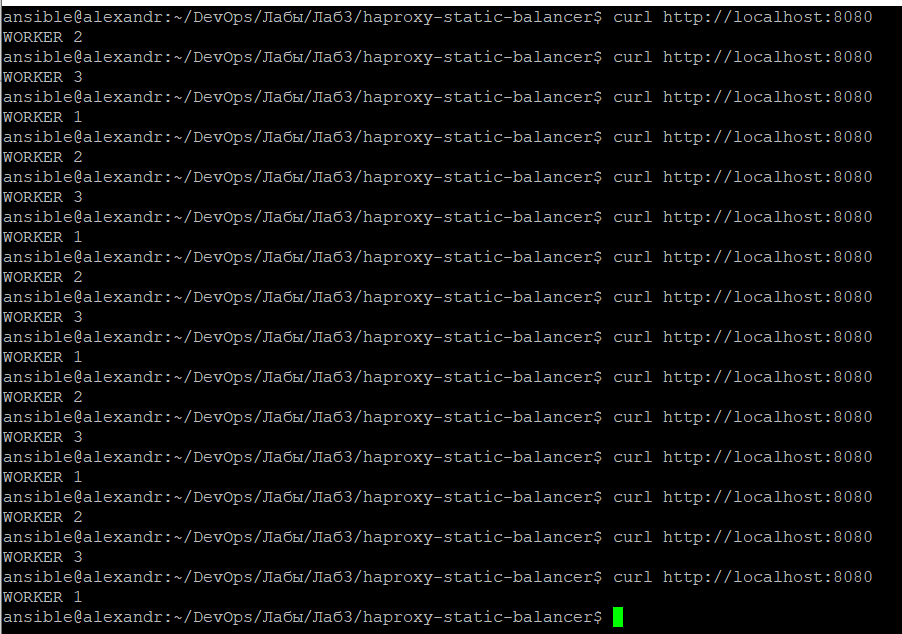 ansible@alexandr:~/DevOps/Лабы/Лаб3/haproxy-static-balancer$ curl http://localhost:8080
WORKER 2
ansible@alexandr:~/DevOps/Лабы/Лаб3/haproxy-static-balancer$ curl http://localhost:8080
WORKER 3
ansible@alexandr:~/DevOps/Лабы/Лаб3/haproxy-static-balancer$ curl http://localhost:8080
WORKER 1
ansible@alexandr:~/DevOps/Лабы/Лаб3/haproxy-static-balancer$ curl http://localhost:8080
WORKER 2
ansible@alexandr:~/DevOps/Лабы/Лаб3/haproxy-static-balancer$ curl http://localhost:8080
WORKER 3
ansible@alexandr:~/DevOps/Лабы/Лаб3/haproxy-static-balancer$ curl http://localhost:8080
WORKER 1
ansible@alexandr:~/DevOps/Лабы/Лаб3/haproxy-static-balancer$ curl http://localhost:8080
WORKER 2
ansible@alexandr:~/DevOps/Лабы/Лаб3/haproxy-static-balancer$ curl http://localhost:8080
WORKER 3
ansible@alexandr:~/DevOps/Лабы/Лаб3/haproxy-static-balancer$ curl http://localhost:8080
WORKER 1
ansible@alexandr:~/DevOps/Лабы/Лаб3/haproxy-static-balancer$ curl http://localhost:8080
WORKER 2
ansible@alexandr:~/DevOps/Лабы/Лаб3/haproxy-static-balancer$ curl http://localhost:8080
WORKER 3
ansible@alexandr:~/DevOps/Лабы/Лаб3/haproxy-static-balancer$ curl http://localhost:8080
WORKER 1
ansible@alexandr:~/DevOps/Лабы/Лаб3/haproxy-static-balancer$ curl http://localhost:8080
WORKER 2
ansible@alexandr:~/DevOps/Лабы/Лаб3/haproxy-static-balancer$ curl http://localhost:8080
WORKER 3
ansible@alexandr:~/DevOps/Лабы/Лаб3/haproxy-static-balancer$ curl http://localhost:8080
WORKER 1
ansible@alexandr:~/DevOps/Лабы/Лаб3/haproxy-static-balancer$